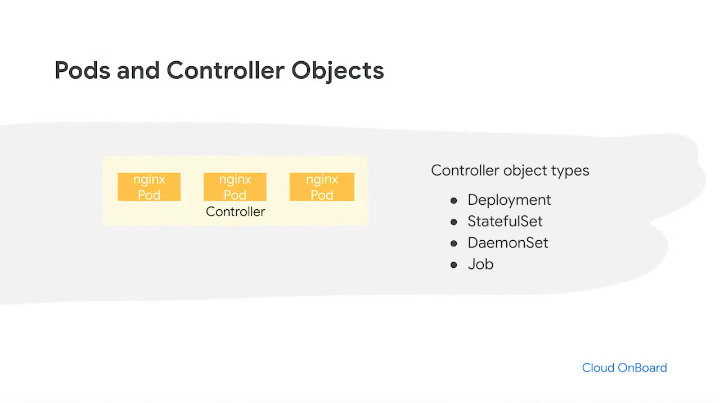 Pods and Controller Objects
nginx
Pod
nginx
Pod
nginx
Pod
Controller
Controller object types
● Deployment
● StatefulSet
● DaemonSet
● Job
Cloud OnBoard